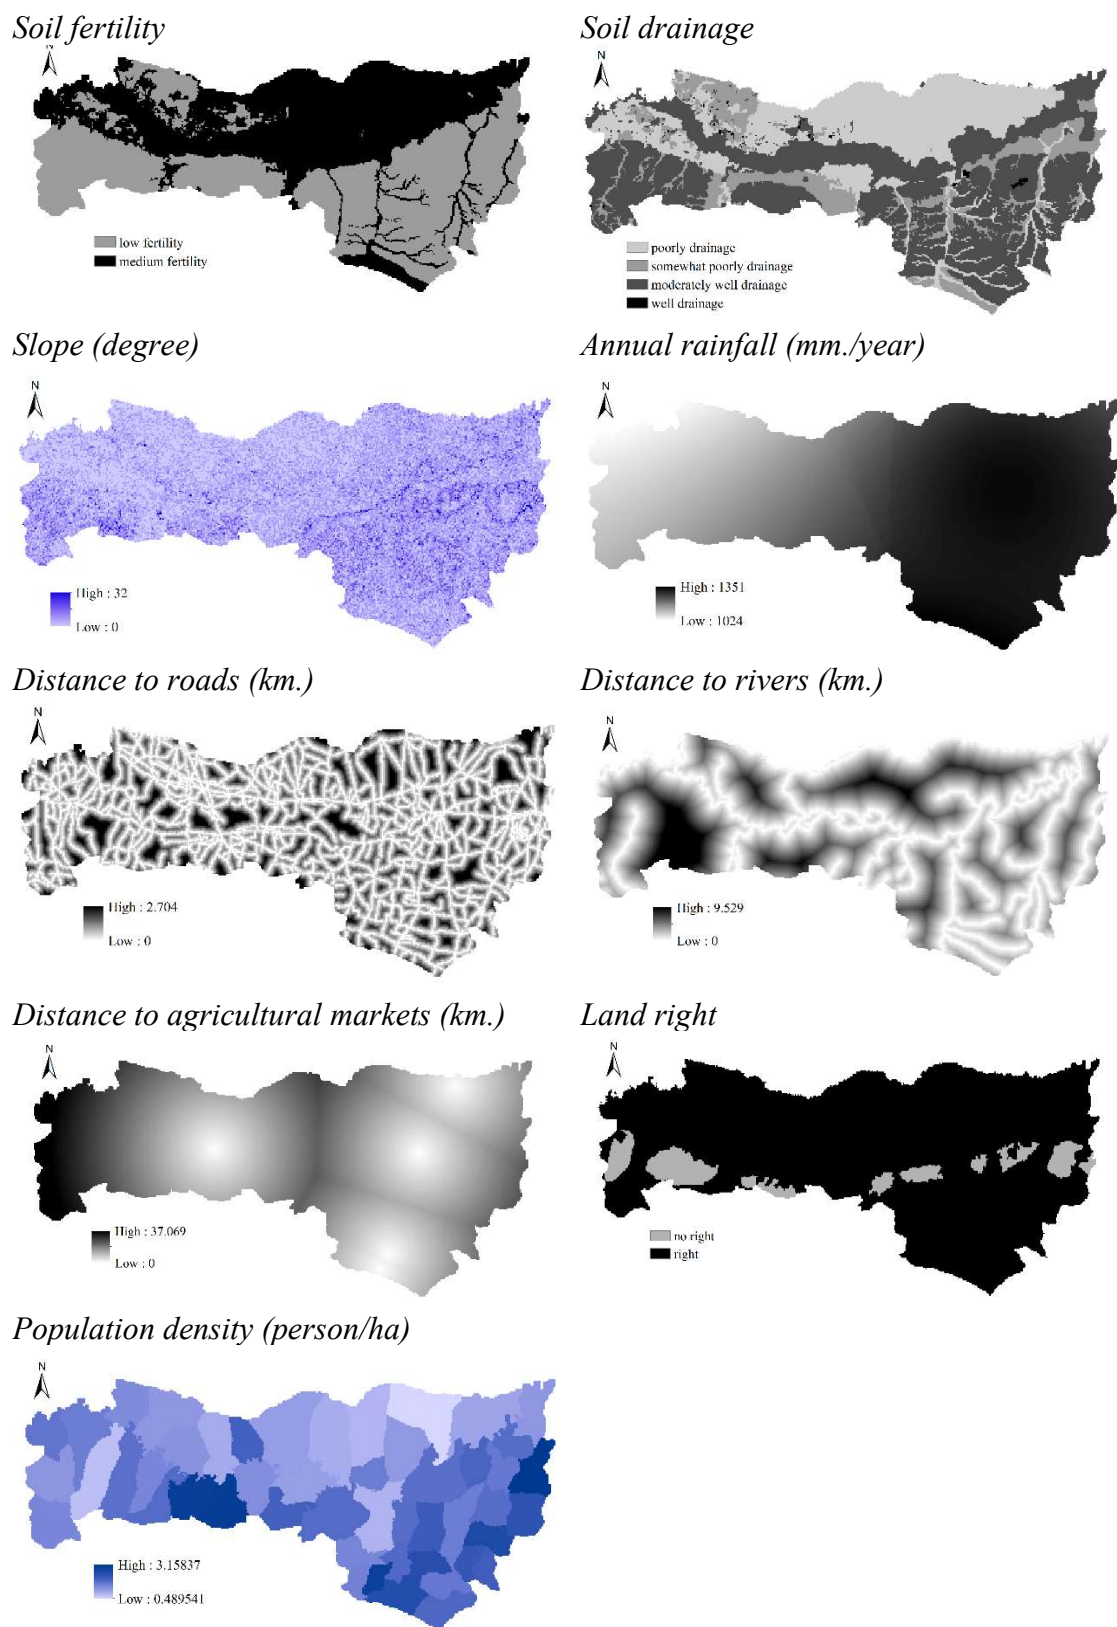 Soil fertility
N
low fertility
medium fertility
Soil drainage
N
poorly drainage
somewhat poorly drainage
moderately well drainage
well drainage
Slope (degree)
N
High : 32
Low : 0
Annual rainfall (mm./year)
N
High : 1351
Low : 1024
Distance to roads (km.)
N
High : 2.704
Low : 0
Distance to rivers (km.)
N
High : 9.529
Low : 0
Distance to agricultural markets (km.)
N
High : 37.069
Low : 0
Land right
N
no right
right
Population density (person/ha)
N
High : 3.15837
Low : 0.489541